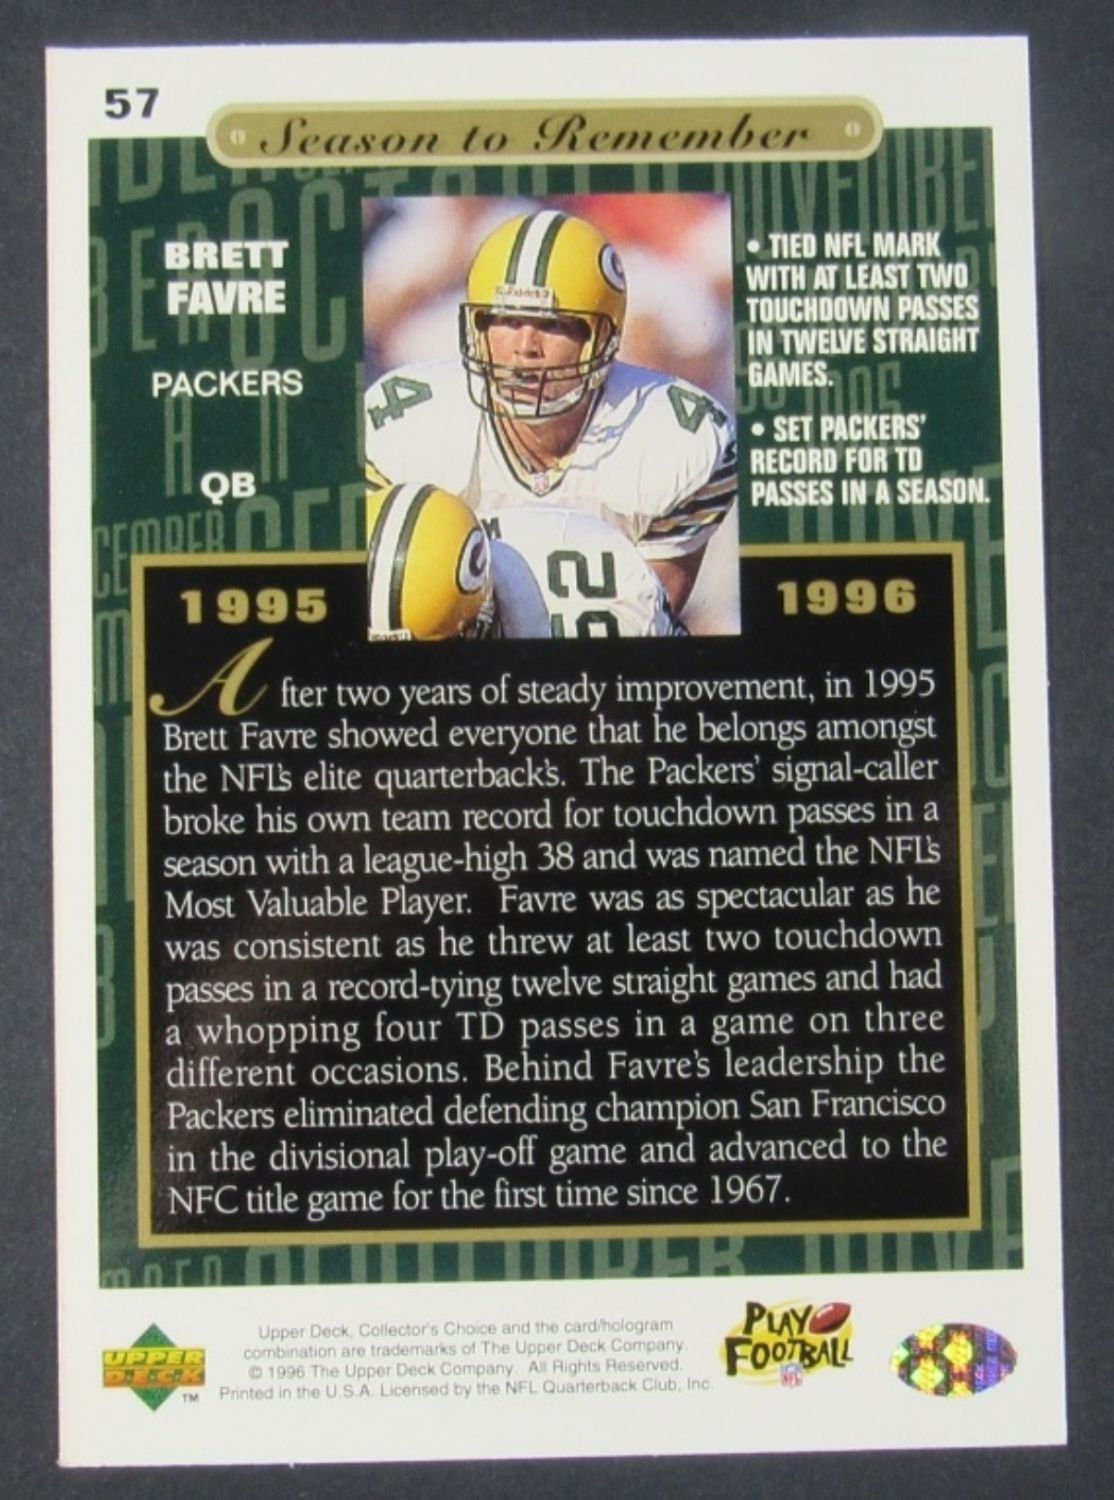 57
Season to Remember
BRETT
FAVRE
PACKERS
QB
• TIED NFL MARK
WITH AT LEAST TWO
TOUCHDOWN PASSES
IN TWELVE STRAIGHT
GAMES.
• SET PACKERS'
RECORD FOR TD
PASSES IN A SEASON.
Riddell
4
4
52
1995
1996
After two years of steady improvement, in 1995
Brett Favre showed everyone that he belongs amongst
the NFL's elite quarterback's. The Packers' signal-caller
broke his own team record for touchdown passes in a
season with a league-high 38 and was named the NFL's
Most Valuable Player. Favre was as spectacular as he
was consistent as he threw at least two touchdown
passes in a record-tying twelve straight games and had
a whopping four TD passes in a game on three
different occasions. Behind Favre's leadership the
Packers eliminated defending champion San Francisco
in the divisional play-off game and advanced to the
NFC title game for the first time since 1967.
UPPER
DECK
TM
Upper Deck, Collector's Choice and the card/hologram
combination are trademarks of The Upper Deck Company.
© 1996 The Upper Deck Company. All Rights Reserved.
Printed in the U.S.A. Licensed by the NFL Quarterback Club, Inc.
PLAY
FOOTBALL
NFL